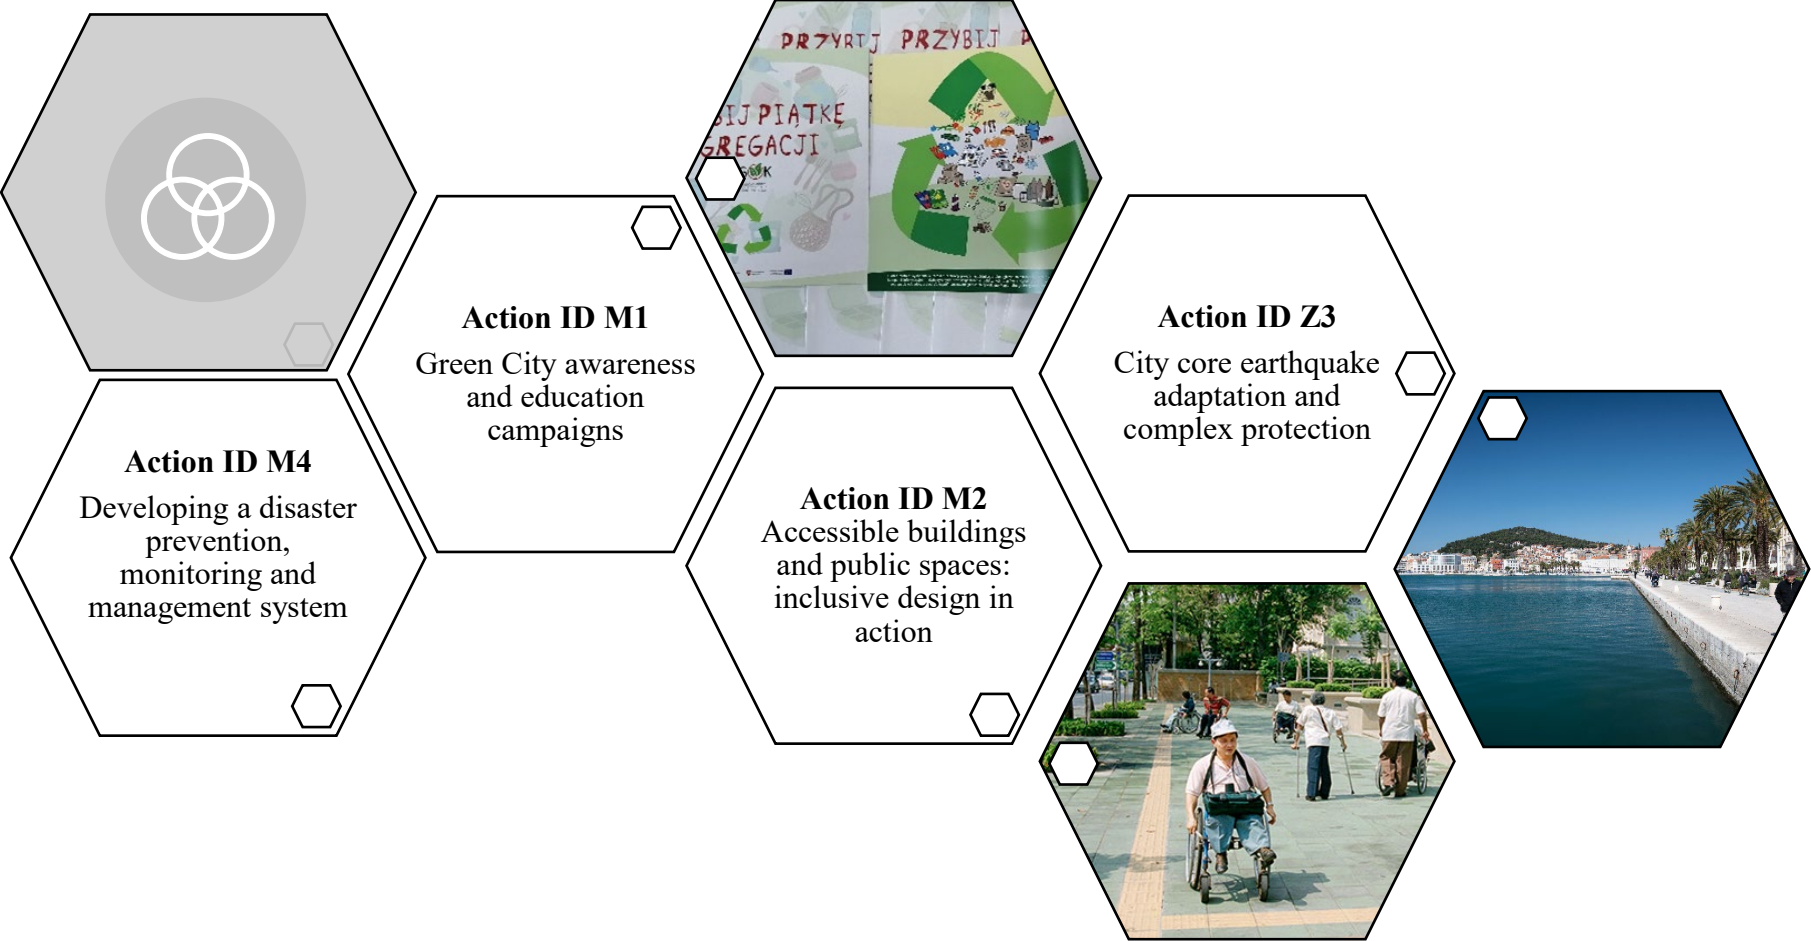 PRZYBIJ
PRZYBIJ
P
BIJ PIĄTKĘ
GREGACJI
Action ID M1
Green City awareness
and education
campaigns
Action ID Z3
City core earthquake
adaptation and
complex protection
Action ID M4
Developing a disaster
prevention,
monitoring and
management system
Action ID M2
Accessible buildings
and public spaces:
inclusive design in
action